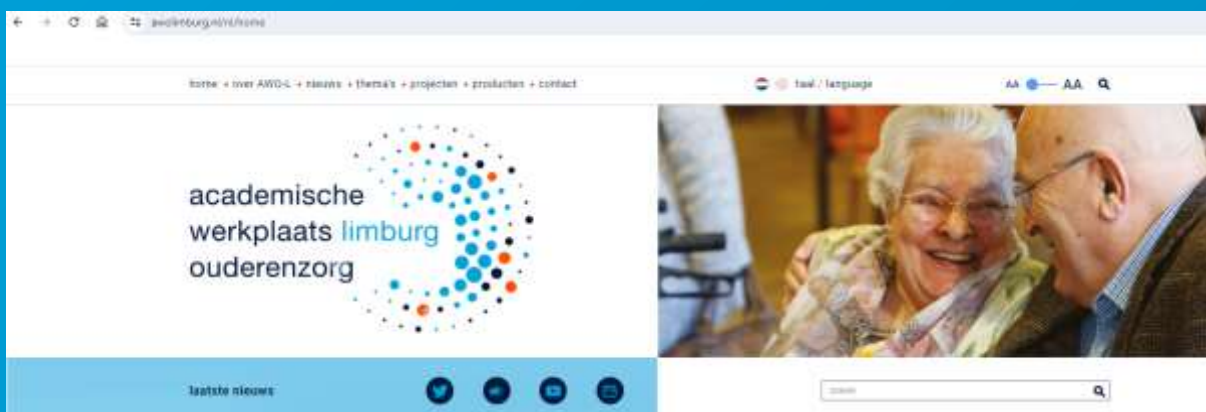 awolimburg.nl/nl/home
home + over AWO-L + nieuws + thema's + projecten + producten + contact
taal / language
AA AA
academische
werkplaats limburg
ouderenzorg
laatste nieuws
zoeken